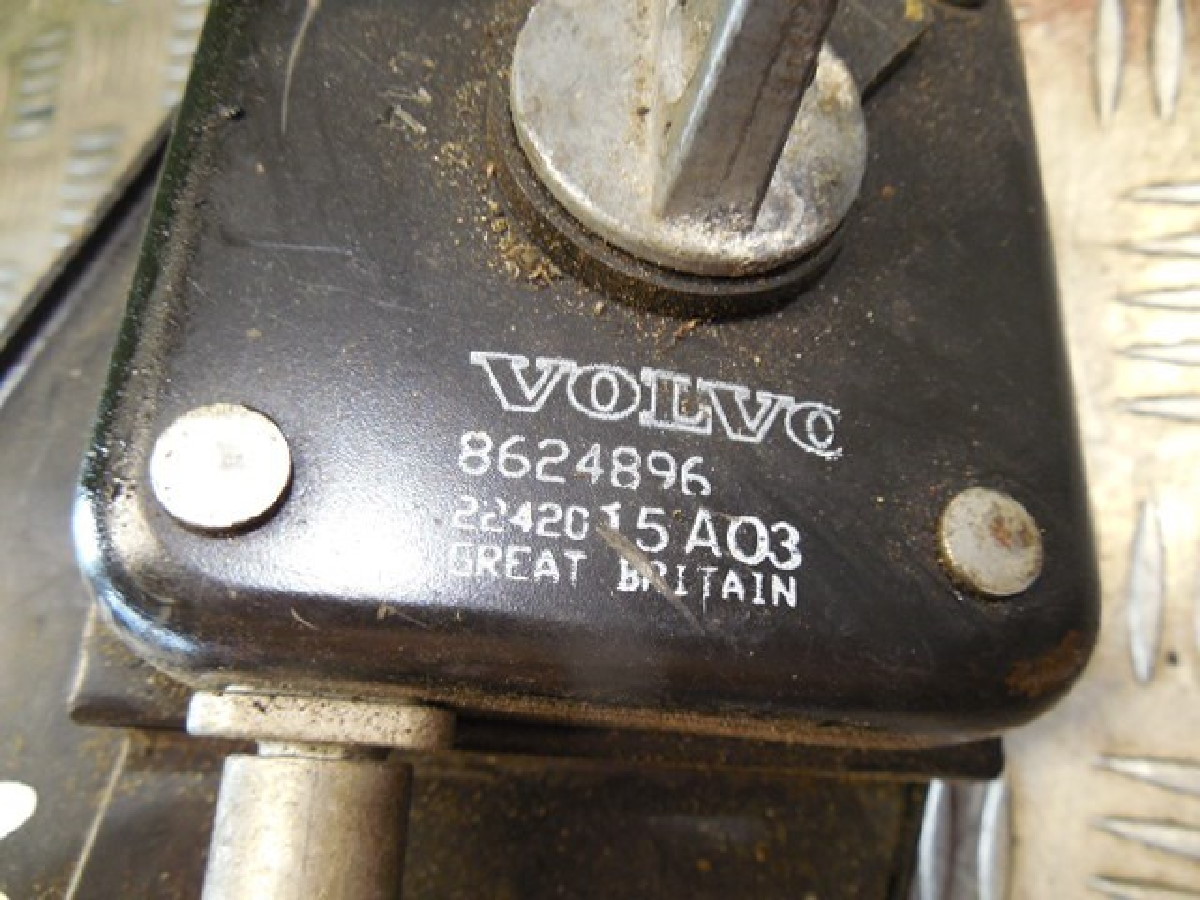 VOLVO
8624896
2242015A03
GREAT BRITAIN